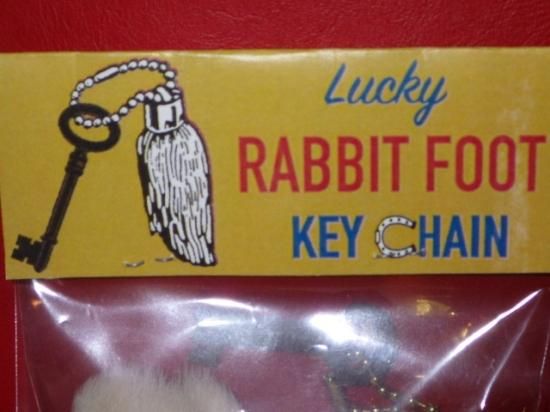 Lucky
RABBIT FOOT
KEY CHAIN